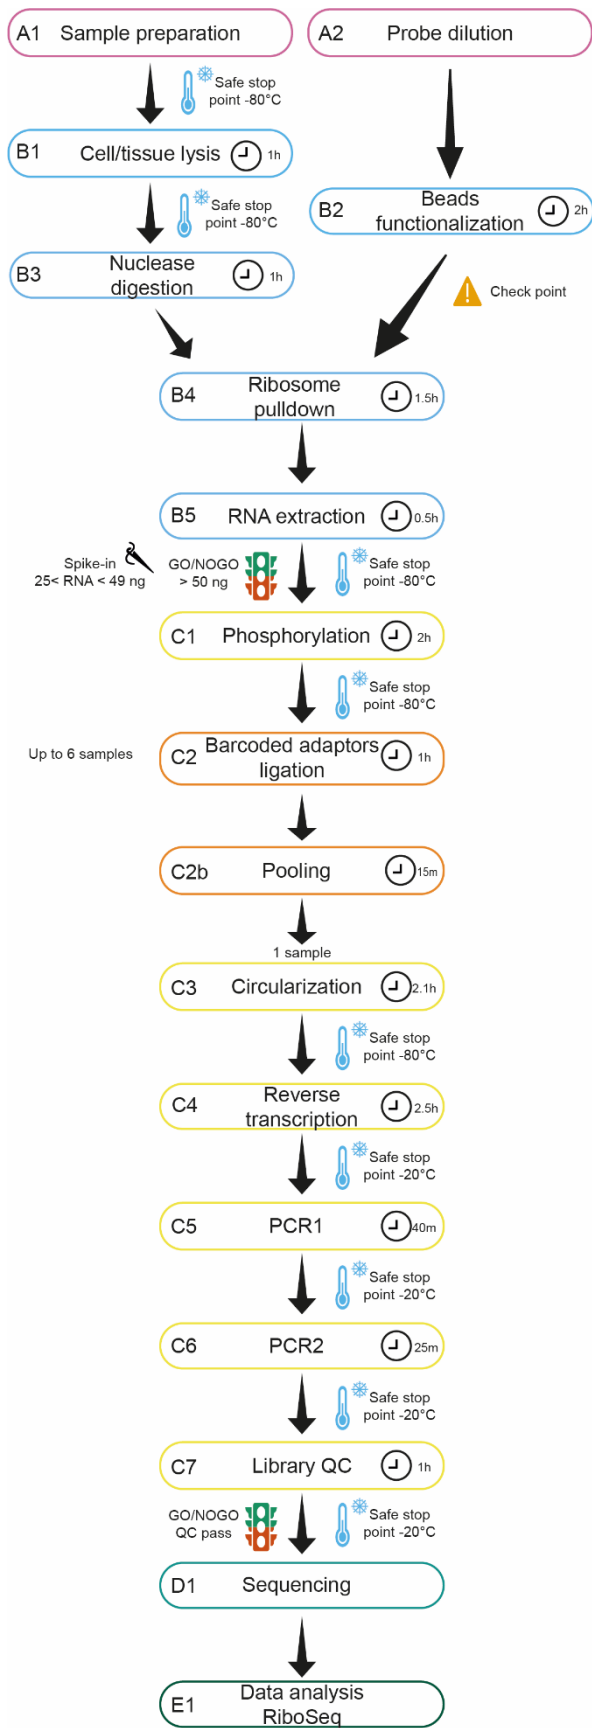 A1 Sample preparation
A2 Probe dilution
Safe stop
point -80°C
B1 Cell/tissue lysis 1h
Safe stop
point -80°C
B2 Beads
functionalization 2h
B3 Nuclease
digestion 1h
Check point
B4 Ribosome
pulldown 1.5h
B5 RNA extraction 0.5h
Spike-in
25< RNA < 49 ng
GO/NOGO
> 50 ng
Safe stop
point -80°C
C1 Phosphorylation 2h
Safe stop
point -80°C
Up to 6 samples
C2 Barcoded adaptors
ligation 1h
C2b Pooling 15m
1 sample
C3 Circularization 2.1h
Safe stop
point -80°C
C4 Reverse
transcription 2.5h
Safe stop
point -20°C
C5 PCR1 40m
Safe stop
point -20°C
C6 PCR2 25m
Safe stop
point -20°C
C7 Library QC 1h
GO/NOGO
QC pass
Safe stop
point -20°C
D1 Sequencing
E1 Data analysis
RiboSeq